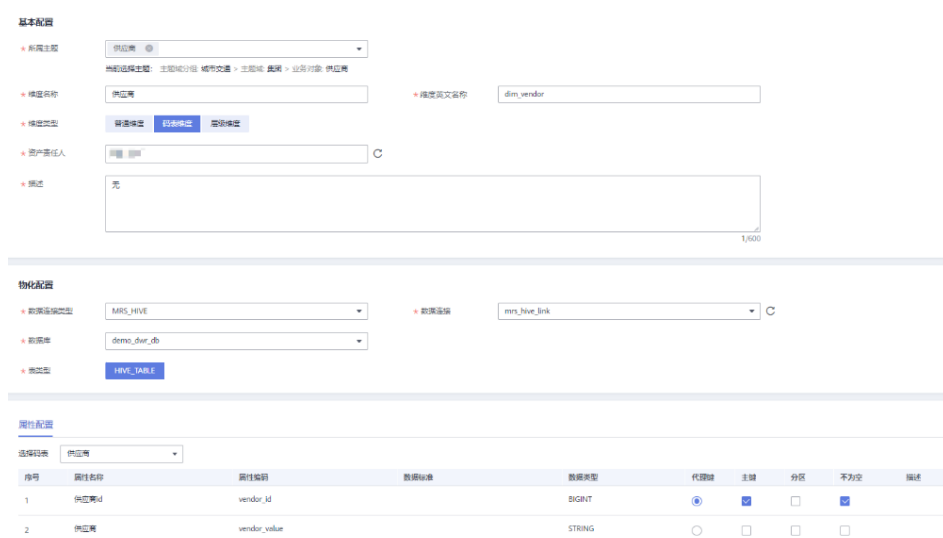 基本配置
* 所属主题 供应商
当前选择主题: 主题域分组: 城市交通 > 主题域: 集团 > 业务对象: 供应商
* 维度名称 供应商 * 维度英文名称 dim_vendor
* 维度类型 普通维度 码表维度 层级维度
* 资产责任人
* 描述 无
1/600
物化配置
* 数据连接类型 MRS_HIVE * 数据连接 mrs_hive_link
* 数据库 demo_dwr_db
* 表类型 HIVE_TABLE
属性配置
选择码表 供应商
序号 属性名称 属性编码 数据标准 数据类型 代理键 主键 分区 不为空 描述
1 供应商id vendor_id BIGINT
2 供应商 vendor_value STRING